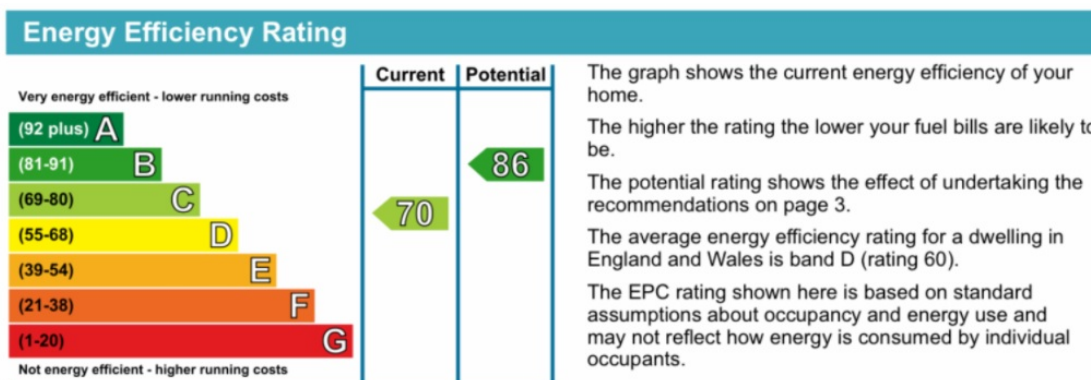 Energy Efficiency Rating
Current Potential
Very energy efficient - lower running costs
(92 plus) A
(81-91) B
86
(69-80) C
70
(55-68) D
(39-54) E
(21-38) F
(1-20) G
Not energy efficient - higher running costs
The graph shows the current energy efficiency of your
home.
The higher the rating the lower your fuel bills are likely to
be.
The potential rating shows the effect of undertaking the
recommendations on page 3.
The average energy efficiency rating for a dwelling in
England and Wales is band D (rating 60).
The EPC rating shown here is based on standard
assumptions about occupancy and energy use and
may not reflect how energy is consumed by individual
occupants.